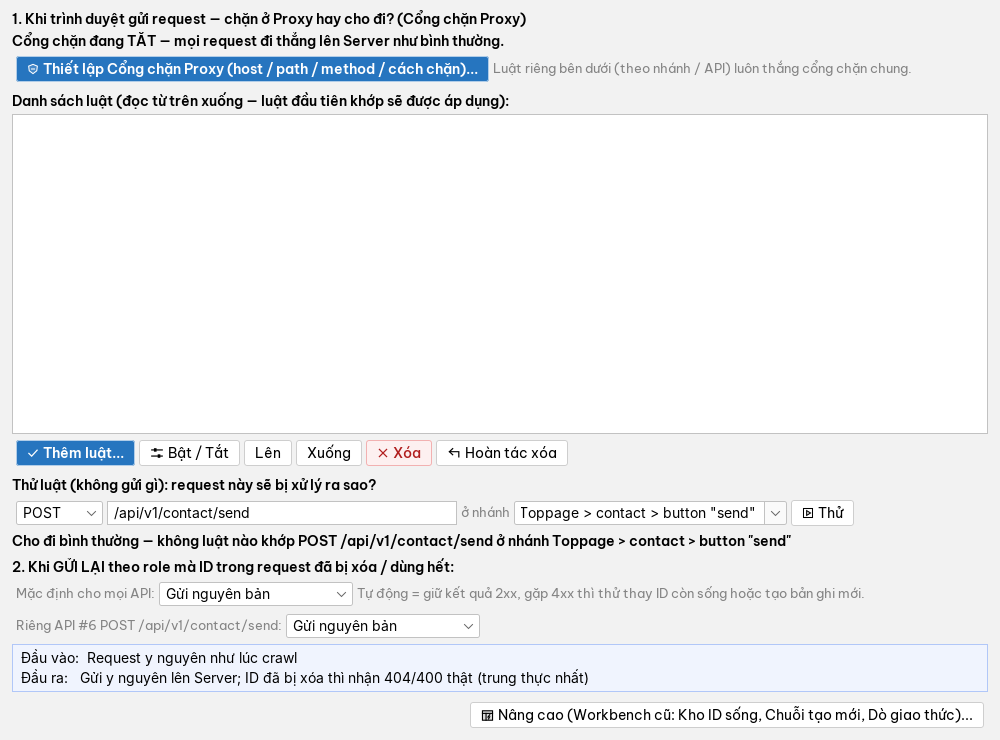 1. Khi trình duyệt gửi request — chặn ở Proxy hay cho đi? (Cổng chặn Proxy)
Cổng chặn đang TẮT — mọi request đi thẳng lên Server như bình thường.
Thiết lập Cổng chặn Proxy (host / path / method / cách chặn)... Luật riêng bên dưới (theo nhánh / API) luôn thắng cổng chặn chung.
Danh sách luật (đọc từ trên xuống — luật đầu tiên khớp sẽ được áp dụng):
Thêm luật... Bật / Tắt Lên Xuống Xóa Hoàn tác xóa
Thử luật (không gửi gì): request này sẽ bị xử lý ra sao?
POST /api/v1/contact/send ở nhánh Toppage > contact > button "send" Thử
Cho đi bình thường — không luật nào khớp POST /api/v1/contact/send ở nhánh Toppage > contact > button "send"
2. Khi GỬI LẠI theo role mà ID trong request đã bị xóa / dùng hết:
Mặc định cho mọi API: Gửi nguyên bản Tự động = giữ kết quả 2xx, gặp 4xx thì thử thay ID còn sống hoặc tạo bản ghi mới.
Riêng API #6 POST /api/v1/contact/send: Gửi nguyên bản
Đầu vào: Request y nguyên như lúc crawl
Đầu ra: Gửi y nguyên lên Server; ID đã bị xóa thì nhận 404/400 thật (trung thực nhất)
Nâng cao (Workbench cũ: Kho ID sống, Chuỗi tạo mới, Dò giao thức)...